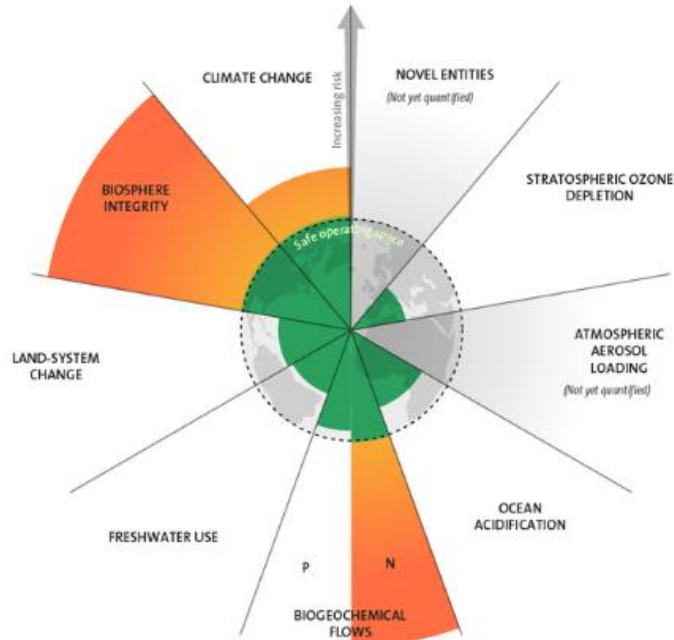 CLIMATE CHANGE
Increasing risk
NOVEL ENTITIES
(Not yet quantified)
STRATOSPHERIC OZONE
DEPLETION
BIOSPHERE
INTEGRITY
Safe operating space
ATMOSPHERIC
AEROSOL
LOADING
(Not yet quantified)
LAND-SYSTEM
CHANGE
OCEAN
ACIDIFICATION
FRESHWATER USE
P
N
BIOGEOCHEMICAL
FLOWS